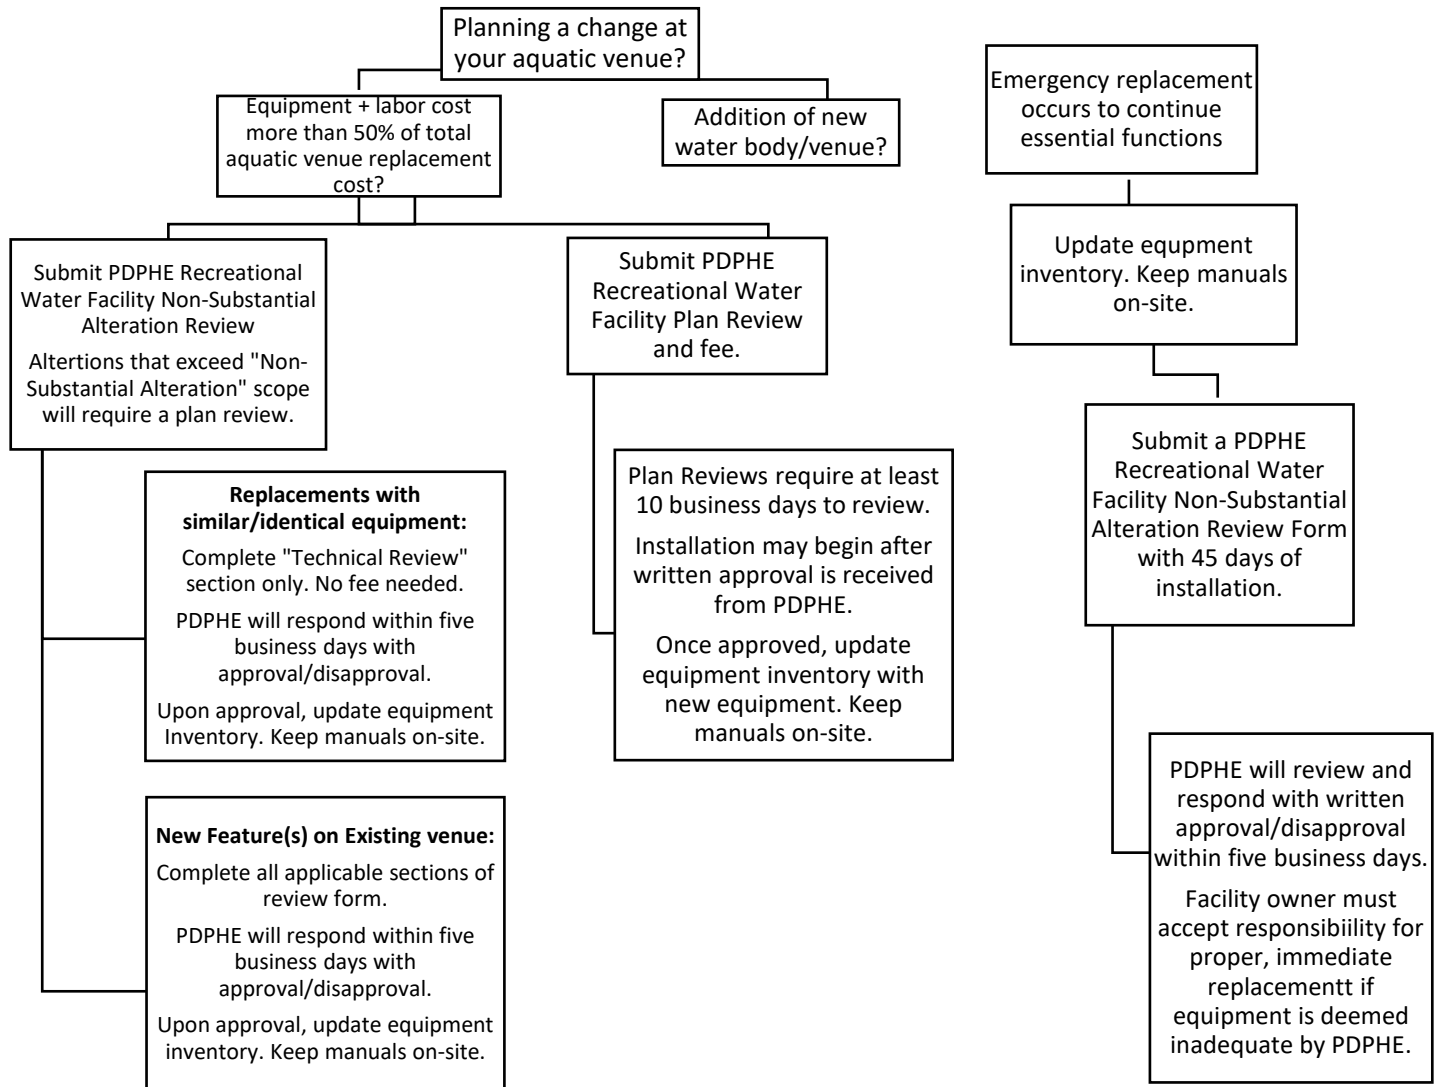 Planning a change at
your aquatic venue?
Equipment + labor cost
more than 50% of total
aquatic venue replacement
cost?
Addition of new
water body/venue?
Submit PDPHE Recreational
Water Facility Non-Substantial
Alteration Review
Altertions that exceed "Non-
Substantial Alteration" scope
will require a plan review.
Replacements with
similar/identical equipment:
Complete "Technical Review"
section only. No fee needed.
PDPHE will respond within five
business days with
approval/disapproval.
Upon approval, update equipment
Inventory. Keep manuals on-site.
New Feature(s) on Existing venue:
Complete all applicable sections of
review form.
PDPHE will respond within five
business days with
approval/disapproval.
Upon approval, update equipment
inventory. Keep manuals on-site.
Submit PDPHE
Recreational Water
Facility Plan Review
and fee.
Plan Reviews require at least
10 business days to review.
Installation may begin after
written approval is received
from PDPHE.
Once approved, update
equipment inventory with
new equipment. Keep
manuals on-site.
Emergency replacement
occurs to continue
essential functions
Update equpment
inventory. Keep manuals
on-site.
Submit a PDPHE
Recreational Water
Facility Non-Substantial
Alteration Review Form
with 45 days of
installation.
PDPHE will review and
respond with written
approval/disapproval
within five business days.
Facility owner must
accept responsibiility for
proper, immediate
replacementt if
equipment is deemed
inadequate by PDPHE.